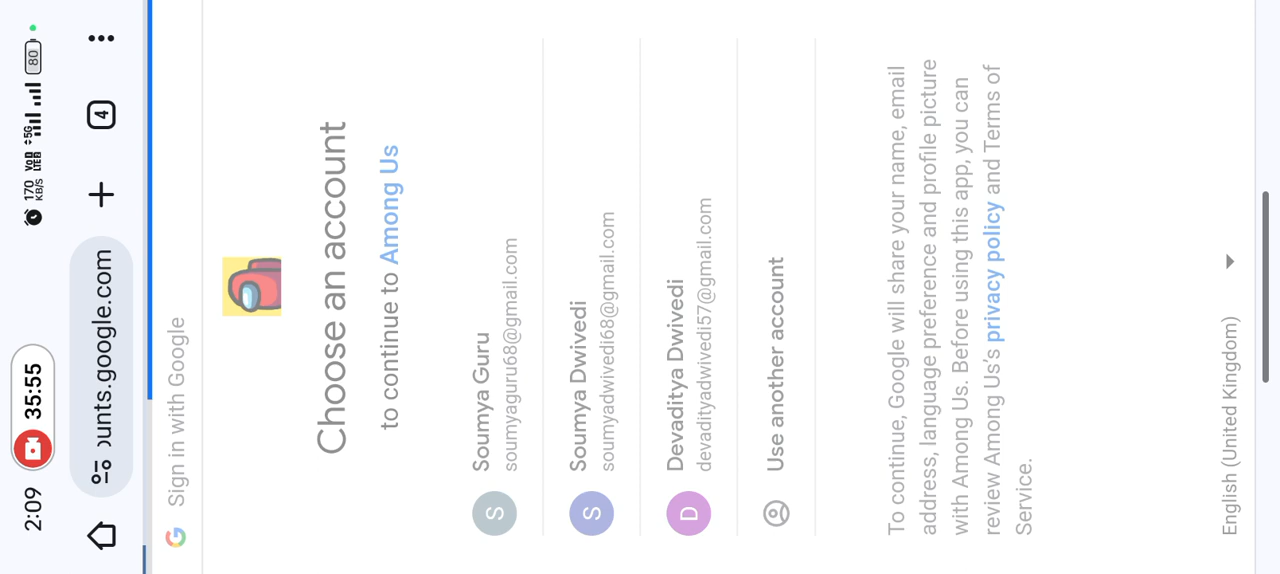 2:09
35:55
170 KB/S
Vo) LTE
5G
80
ounts.google.com
4
Sign in with Google
Choose an account
to continue to Among Us
S
Soumya Guru
soumyaguru68@gmail.com
S
Soumya Dwivedi
soumyadwivedi68@gmail.com
D
Devaditya Dwivedi
devadityadwivedi57@gmail.com
Use another account
To continue, Google will share your name, email
address, language preference and profile picture
with Among Us. Before using this app, you can
review Among Us's privacy policy and Terms of
Service.
English (United Kingdom)